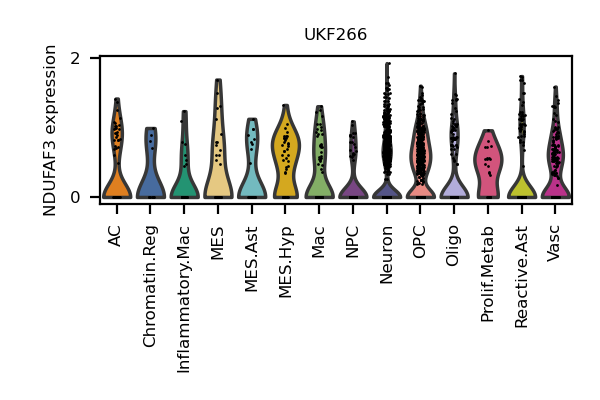 UKF266
NDUFAF3 expression
2
0
AC
Chromatin.Reg
Inflammatory.Mac
MES
MES.Ast
MES.Hyp
Mac
NPC
Neuron
OPC
Oligo
Prolif.Metab
Reactive.Ast
Vasc